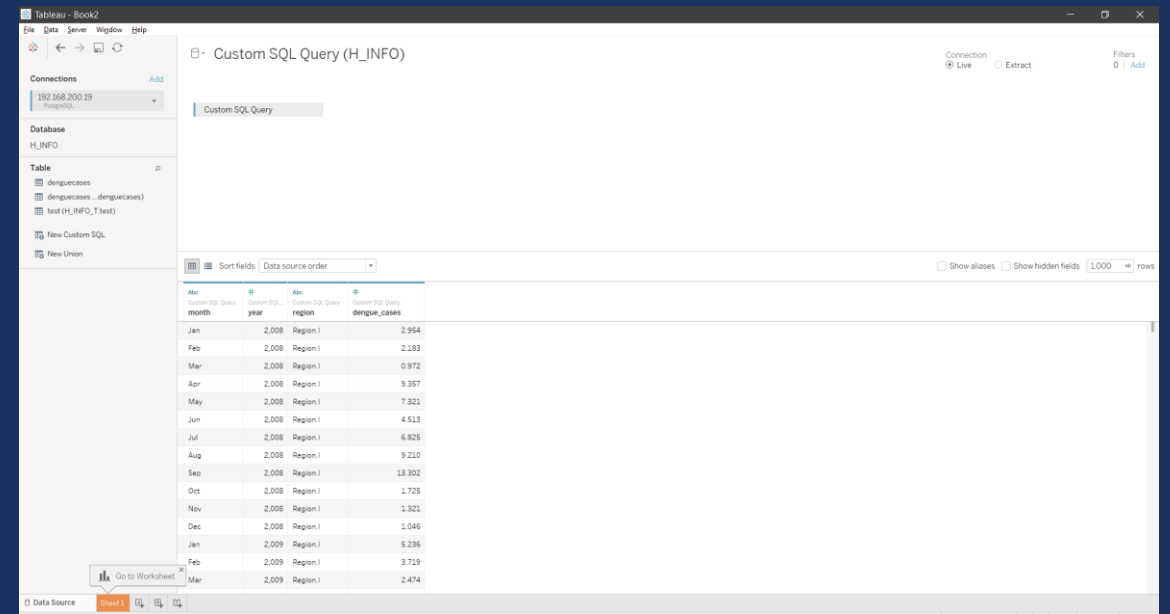 Tableau - Book2
File Data Server Window Help
Custom SQL Query (H_INFO)
Connection
Live Extract
Filters
0 Add
Connections Add
192.168.200.19
PostgreSQL
Custom SQL Query
Database
H_INFO
Table
denguecases
denguecases ...denguecases)
test (H_INFO_T.test)
New Custom SQL
New Union
Sort fields Data source order
Show aliases Show hidden fields 1.000 rows
Abc # Abc #
Custom SQL Query Custom SQL... Custom SQL Query Custom SQL Query
month year region dengue_cases
Jan 2,008 Region.I 2.954
Feb 2,008 Region.I 2.183
Mar 2,008 Region.I 0.972
Apr 2,008 Region.I 9.357
May 2,008 Region.I 7.321
Jun 2,008 Region.I 4.513
Jul 2,008 Region.I 6.825
Aug 2,008 Region.I 9.210
Sep 2,008 Region.I 13.302
Oct 2,008 Region.I 1.725
Nov 2,008 Region.I 1.321
Dec 2,008 Region.I 1.046
Jan 2,009 Region.I 5.236
Feb 2,009 Region.I 3.719
Mar 2,009 Region.I 2.474
Go to Worksheet
Data Source Sheet 1